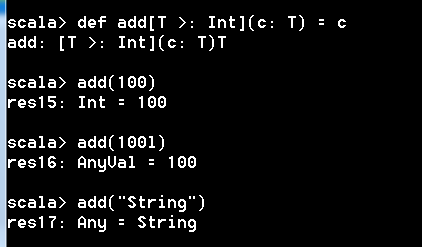 scala> def add[T >: Int](c: T) = c
add: [T >: Int](c: T)T
scala> add(100)
res15: Int = 100
scala> add(100l)
res16: AnyVal = 100
scala> add("String")
res17: Any = String